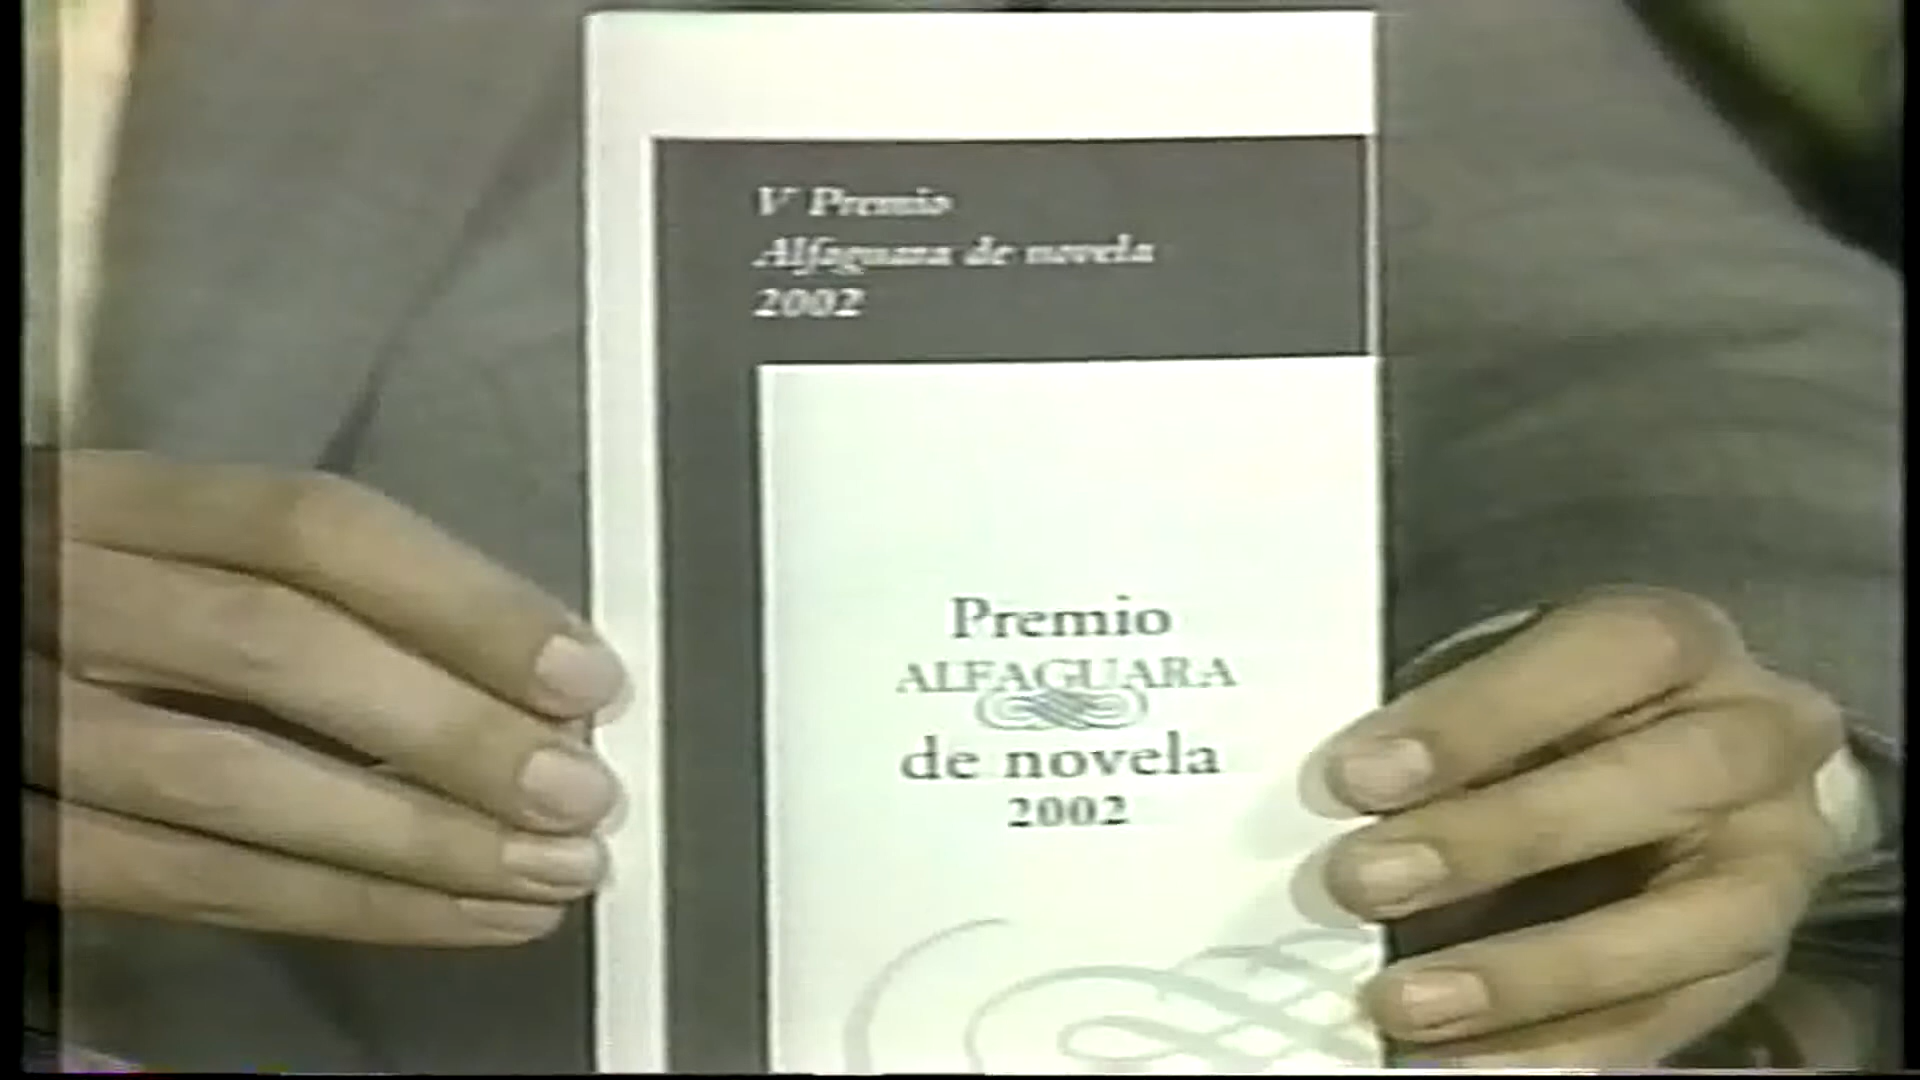 V Premio
Alfaguara de novela
2002
Premio
ALFAGUARA
de novela
2002